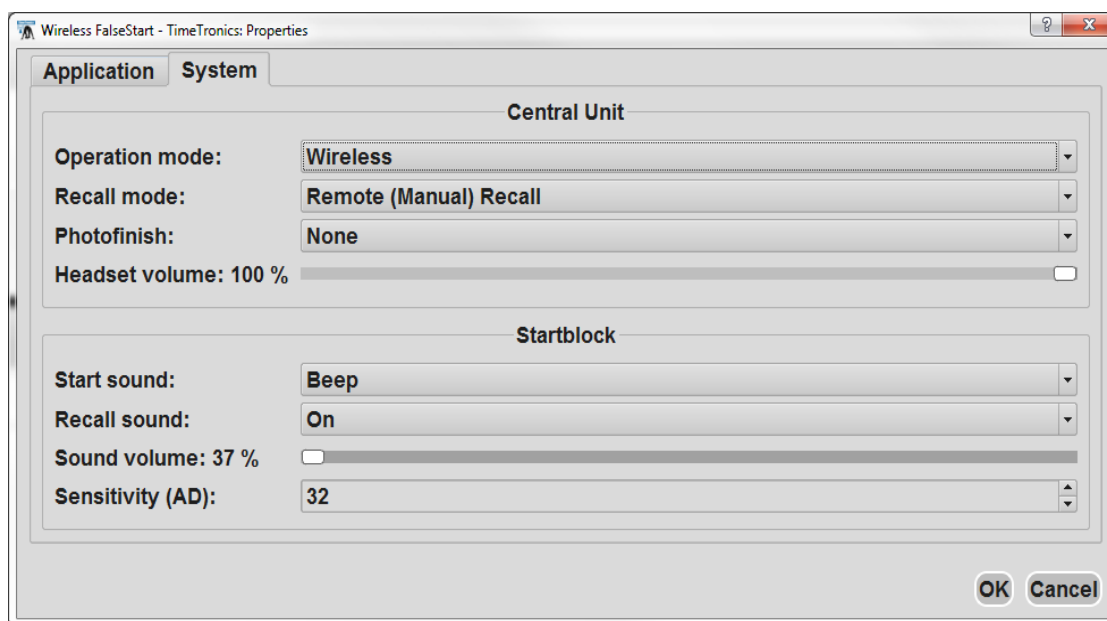 Wireless FalseStart - TimeTronics: Properties
Application System
Central Unit
Operation mode: Wireless
Recall mode: Remote (Manual) Recall
Photofinish: None
Headset volume: 100 %
Startblock
Start sound: Beep
Recall sound: On
Sound volume: 37 %
Sensitivity (AD): 32
OK Cancel